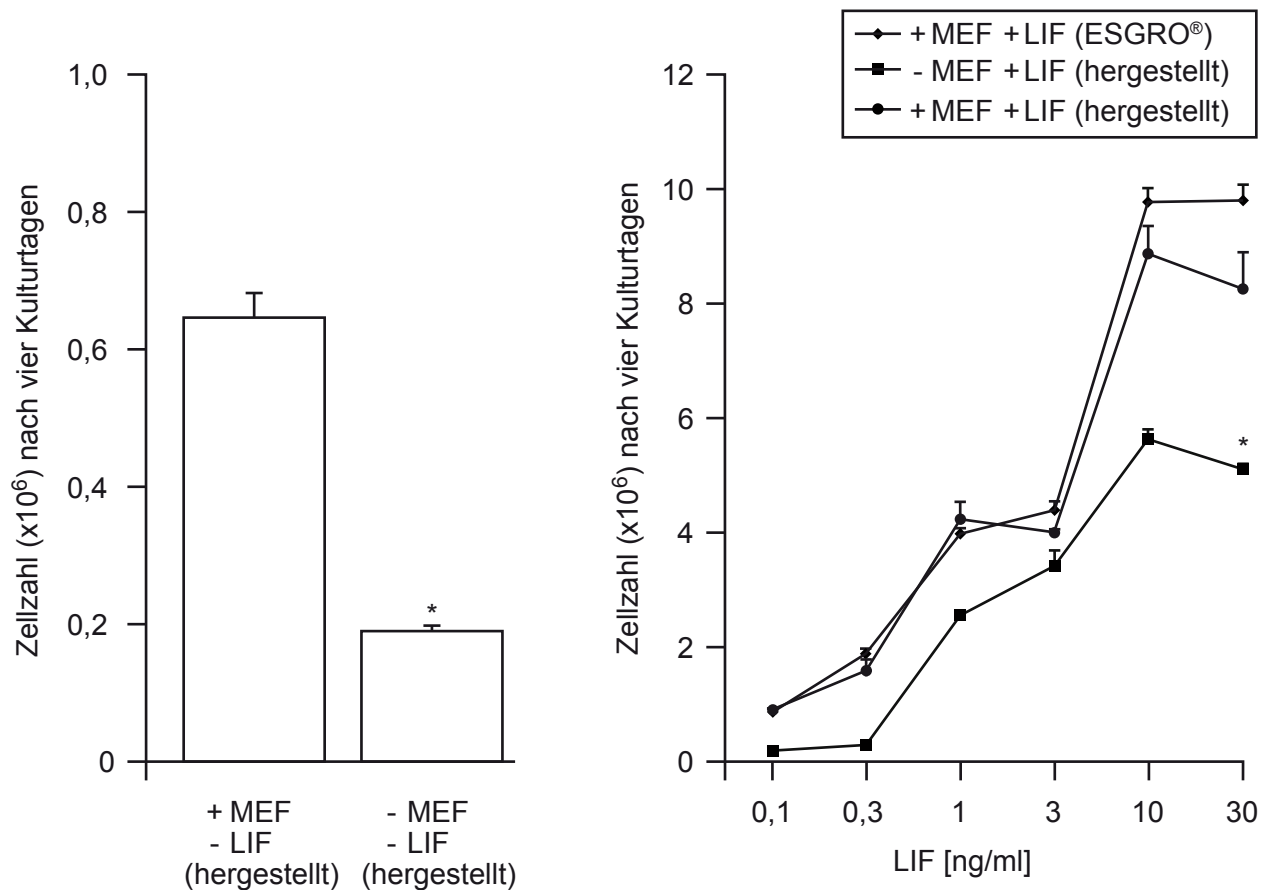 Zellzahl (x10⁶) nach vier Kulturtagen
1,0
0,8
0,6
0,4
0,2
0
*
+ MEF
- LIF
(hergestellt)
- MEF
- LIF
(hergestellt)
+ MEF + LIF (ESGRO®)
- MEF + LIF (hergestellt)
+ MEF + LIF (hergestellt)
Zellzahl (x10⁶) nach vier Kulturtagen
12
10
8
6
4
2
0
*
0,1 0,3 1 3 10 30
LIF [ng/ml]